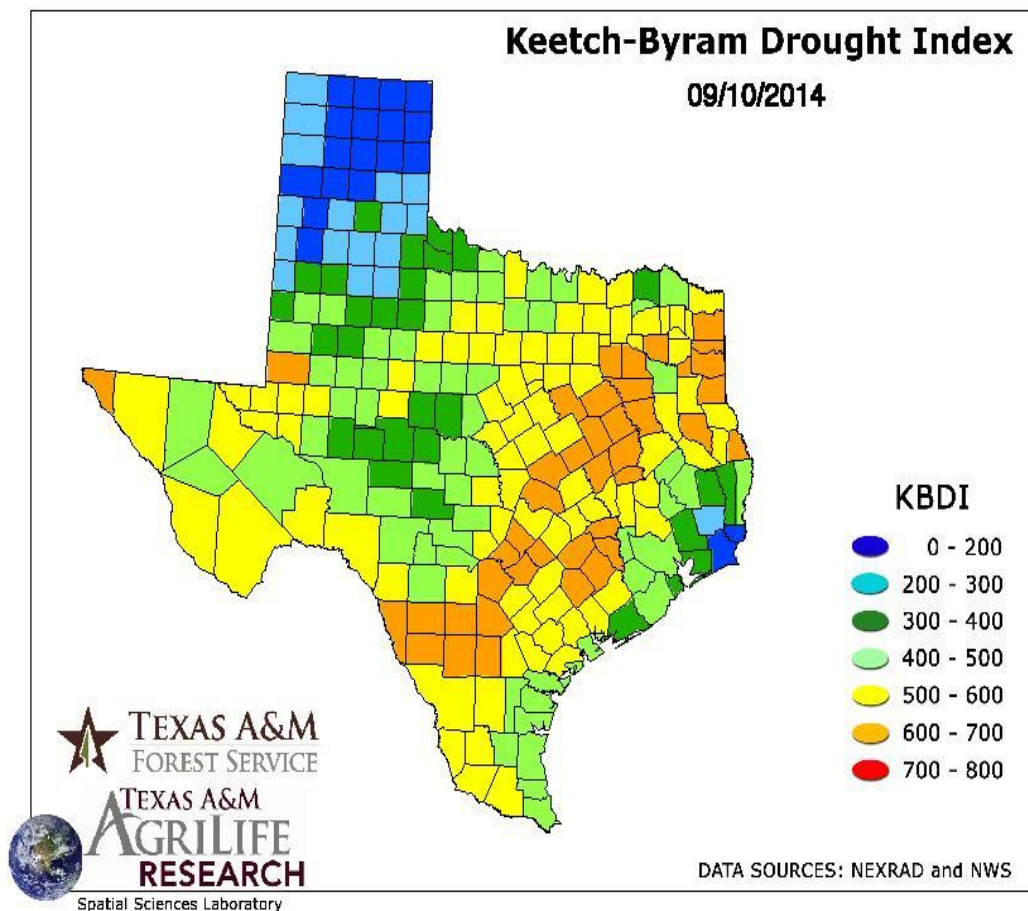 Keetch-Byram Drought Index
09/10/2014
KBDI
0 - 200
200 - 300
300 - 400
400 - 500
500 - 600
600 - 700
700 - 800
TEXAS A&M
FOREST SERVICE
TEXAS A&M
AGRILIFE
RESEARCH
Spatial Sciences Laboratory
DATA SOURCES: NEXRAD and NWS